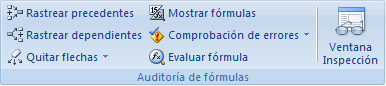 Rastrear precedentes
Mostrar fórmulas
Rastrear dependientes
Comprobación de errores
Quitar flechas
Evaluar fórmula
Ventana
Inspección
Auditoría de fórmulas